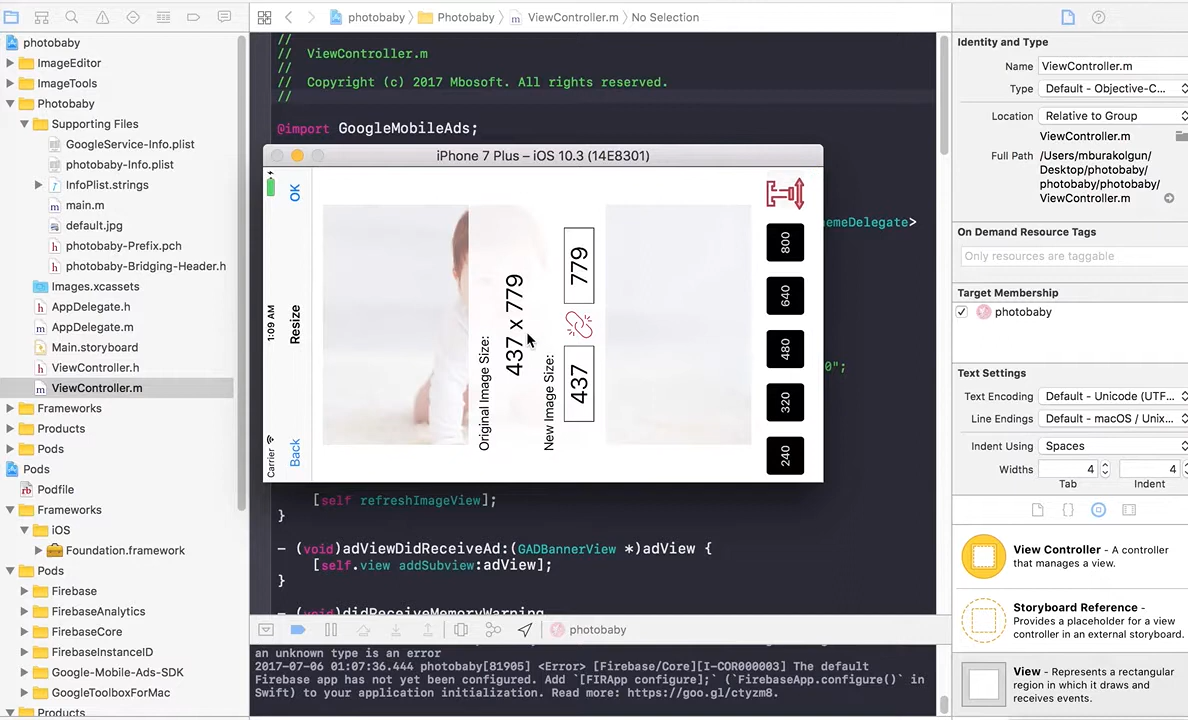 photobaby
Photobaby
ViewController.m
No Selection
photobaby
ImageEditor
ImageTools
Photobaby
Supporting Files
GoogleService-Info.plist
photobaby-Info.plist
InfoPlist.strings
main.m
default.jpg
photobaby-Prefix.pch
photobaby-Bridging-Header.h
Images.xcassets
AppDelegate.h
AppDelegate.m
Main.storyboard
ViewController.h
ViewController.m
Frameworks
Products
Pods
Pods
Podfile
Frameworks
iOS
Foundation.framework
Pods
Firebase
FirebaseAnalytics
FirebaseCore
FirebaseInstanceID
Google-Mobile-Ads-SDK
GoogleToolboxForMac
Products
//
// ViewController.m
//
// Copyright (c) 2017 Mbosoft. All rights reserved.
//
@import GoogleMobileAds;
emeDelegate>
0";
iPhone 7 Plus – iOS 10.3 (14E8301)
Carrier
1:09 AM
Back
Resize
OK
Original Image Size:
437 x 779
New Image Size:
437
779
240
320
480
640
800
[self refreshImageView];
}
- (void)adViewDidReceiveAd:(GADBannerView *)adView {
[self.view addSubview:adView];
}
- (void)didReceiveMemoryWarning
photobaby
an unknown type is an error
2017-07-06 01:07:36.444 photobaby[81905] <Error> [Firebase/Core][I-COR000003] The default
Firebase app has not yet been configured. Add `[FIRApp configure];` (`FirebaseApp.configure()` in
Swift) to your application initialization. Read more: https://goo.gl/ctyzm8.
Identity and Type
Name ViewController.m
Type Default - Objective-C...
Location Relative to Group
ViewController.m
Full Path /Users/mburakolgun/
Desktop/photobaby/
photobaby/photobaby/
ViewController.m
On Demand Resource Tags
Only resources are taggable
Target Membership
photobaby
Text Settings
Text Encoding Default - Unicode (UTF...
Line Endings Default - macOS / Unix...
Indent Using Spaces
Widths 4 4
Tab Indent
View Controller - A controller
that manages a view.
Storyboard Reference -
Provides a placeholder for a view
controller in an external storyboard.
View - Represents a rectangular
region in which it draws and
receives events.